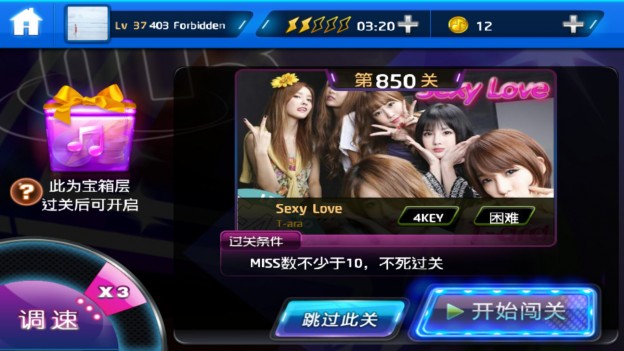 Lv 37 403 Forbidden
03:20
12
第850关
Sexy Love
此为宝箱层
过关后可开启
Sexy Love
T-ara
4KEY
困难
过关条件
MISS数不少于10，不死过关
X3
调速
跳过此关
开始闯关